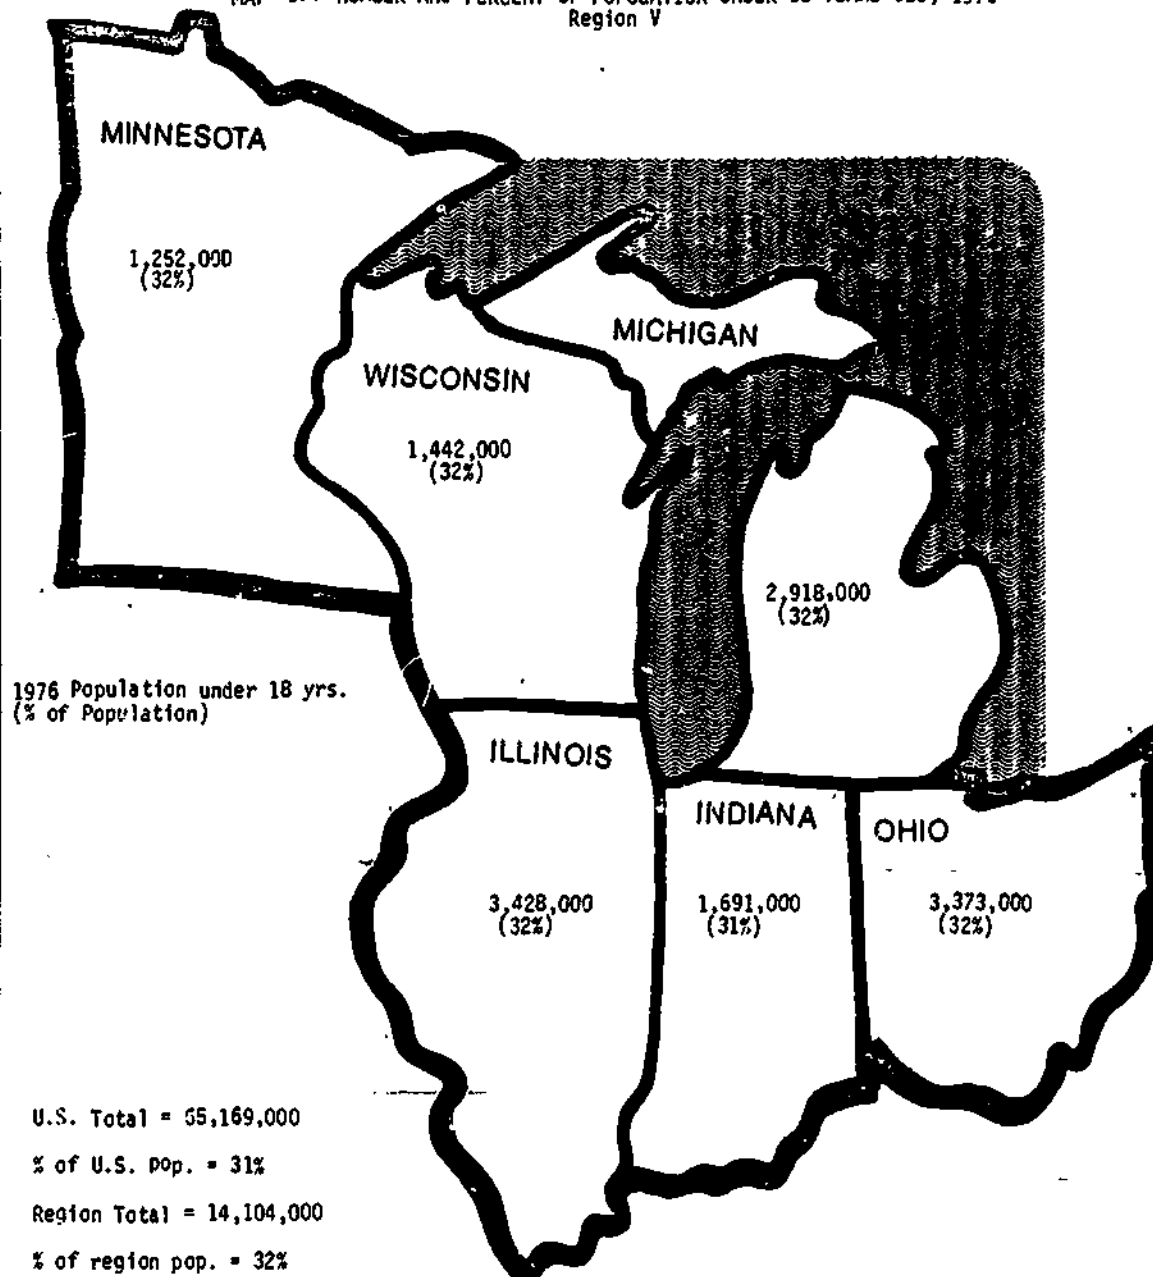 Region V
MINNESOTA
1,252,000
(32%)
MICHIGAN
WISCONSIN
1,442,000
(32%)
2,918,000
(32%)
1976 Population under 18 yrs.
(% of Population)
ILLINOIS
INDIANA
OHIO
3,428,000
(32%)
1,691,000
(31%)
3,373,000
(32%)
U.S. Total = 65,169,000
% of U.S. pop. = 31%
Region Total = 14,104,000
% of region pop. = 32%